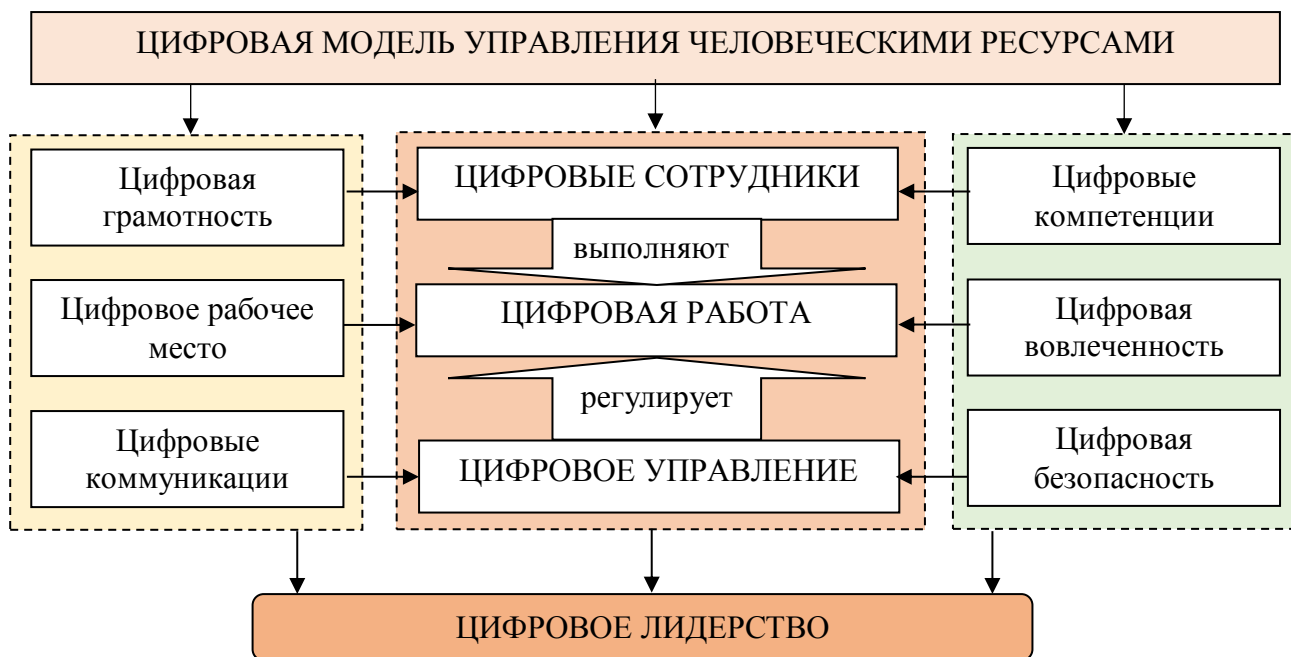 ЦИФРОВАЯ МОДЕЛЬ УПРАВЛЕНИЯ ЧЕЛОВЕЧЕСКИМИ РЕСУРСАМИ
Цифровая
грамотность
ЦИФРОВЫЕ СОТРУДНИКИ
Цифровые
компетенции
выполняют
Цифровое рабочее
место
ЦИФРОВАЯ РАБОТА
Цифровая
вовлеченность
регулирует
Цифровые
коммуникации
ЦИФРОВОЕ УПРАВЛЕНИЕ
Цифровая
безопасность
ЦИФРОВОЕ ЛИДЕРСТВО